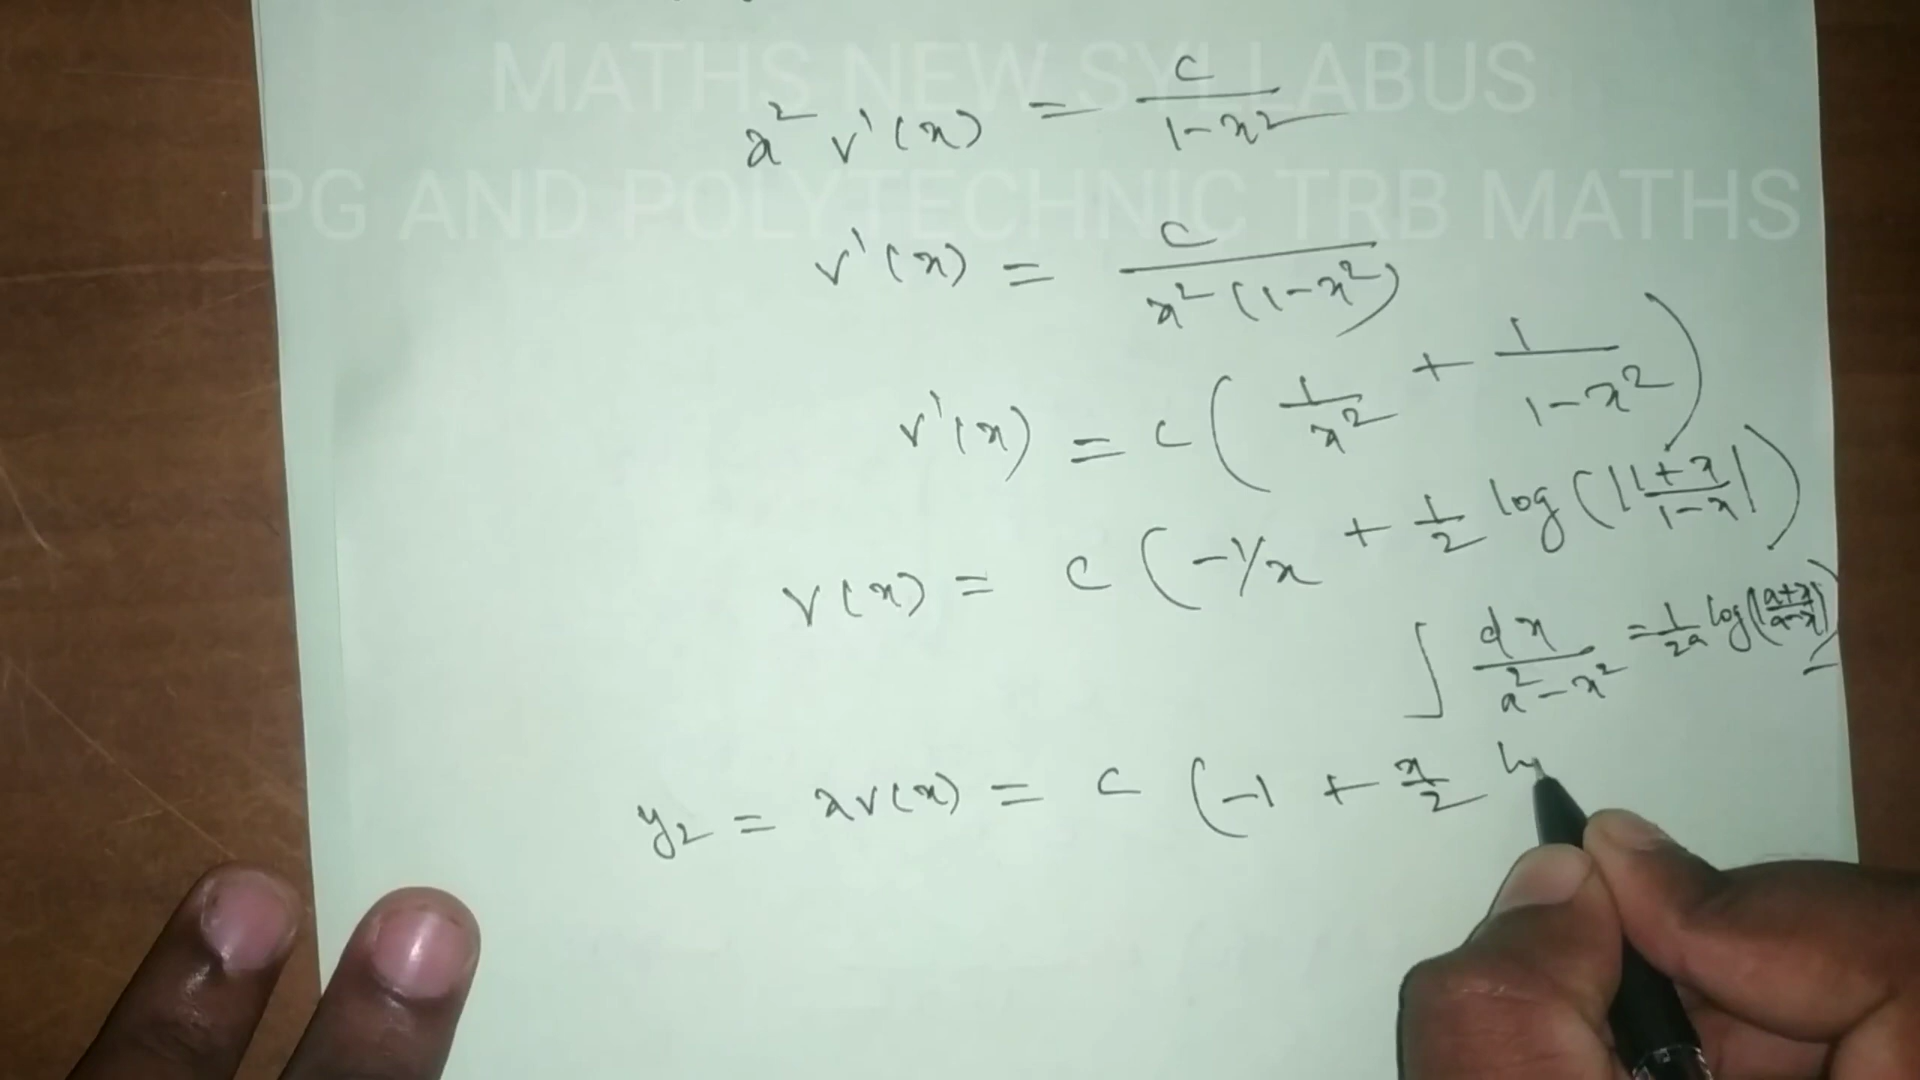 MATHS NEW SYLLABUS
PG AND POLYTECHNIC TRB MATHS
x² v'(x) = c/(1-x²)
v'(x) = c/(x²(1-x²))
v'(x) = c(1/x² + 1/(1-x²))
v(x) = c(-1/x + 1/2 log(|(1+x)/(1-x)|))
∫ dx/(a²-x²) = 1/2a log(|(a+x)/(a-x)|)
y₂ = xv(x) = c(-1 + x/2